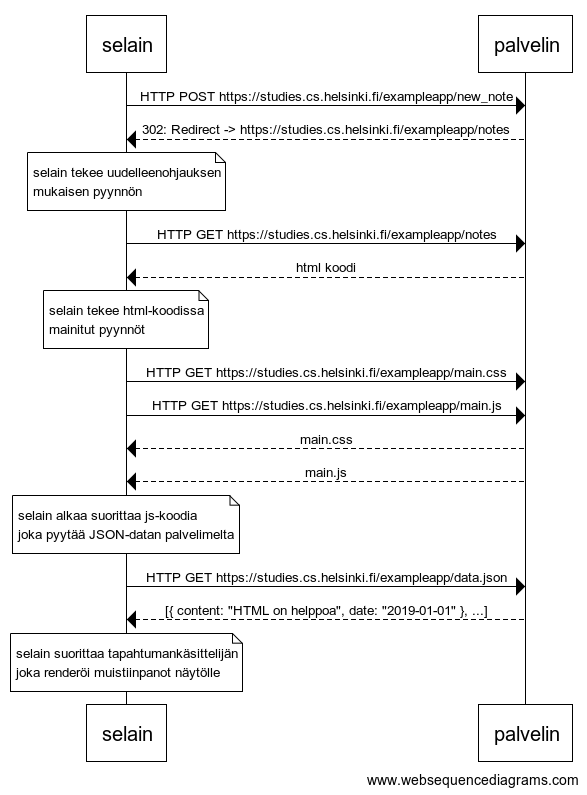 selain
palvelin
HTTP POST https://studies.cs.helsinki.fi/exampleapp/new_note
302: Redirect -> https://studies.cs.helsinki.fi/exampleapp/notes
selain tekee uudelleenohjauksen
mukaisen pyynnön
HTTP GET https://studies.cs.helsinki.fi/exampleapp/notes
html koodi
selain tekee html-koodissa
mainitut pyynnöt
HTTP GET https://studies.cs.helsinki.fi/exampleapp/main.css
HTTP GET https://studies.cs.helsinki.fi/exampleapp/main.js
main.css
main.js
selain alkaa suorittaa js-koodia
joka pyytää JSON-datan palvelimelta
HTTP GET https://studies.cs.helsinki.fi/exampleapp/data.json
[{ content: "HTML on helppoa", date: "2019-01-01" }, ...]
selain suorittaa tapahtumankäsittelijän
joka renderöi muistiinpanot näytölle
selain
palvelin
www.websequencediagrams.com